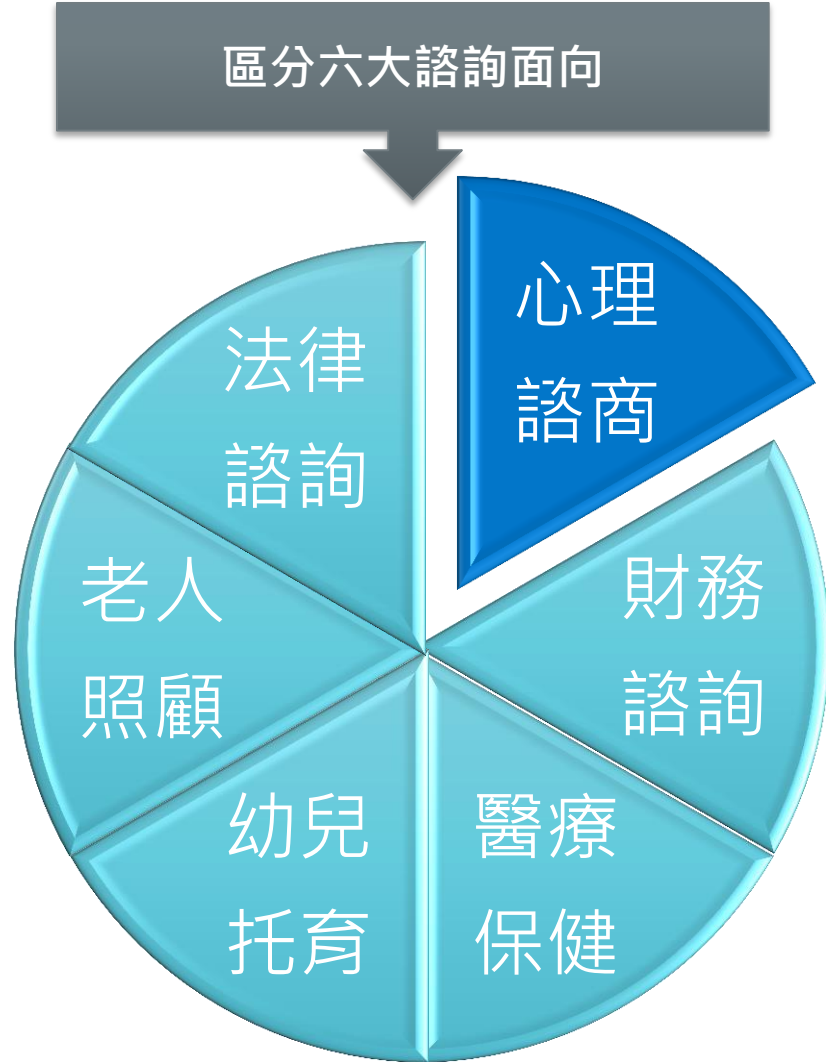 區分六大諮詢面向
心理
諮商
財務
諮詢
醫療
保健
幼兒
托育
老人
照顧
法律
諮詢